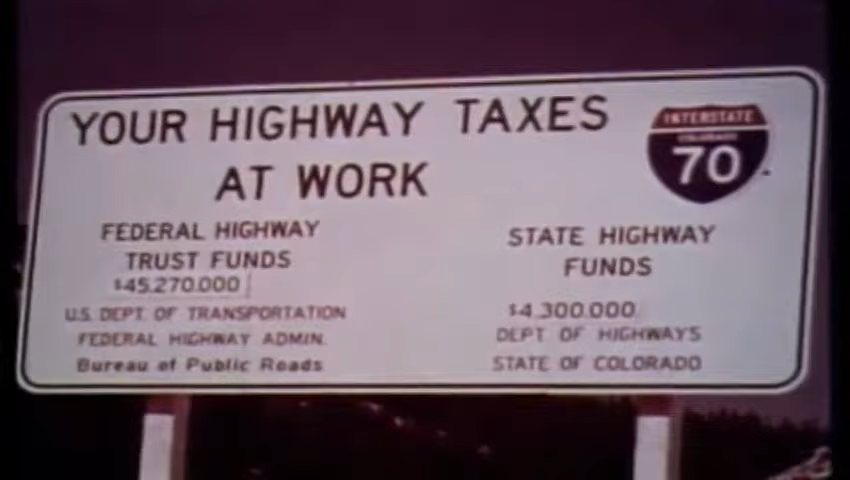 YOUR HIGHWAY TAXES
AT WORK
INTERSTATE
COLORADO
70
FEDERAL HIGHWAY
TRUST FUNDS
$45,270,000
U.S. DEPT. OF TRANSPORTATION
FEDERAL HIGHWAY ADMIN.
Bureau of Public Roads
STATE HIGHWAY
FUNDS
$4,300,000
DEPT. OF HIGHWAYS
STATE OF COLORADO